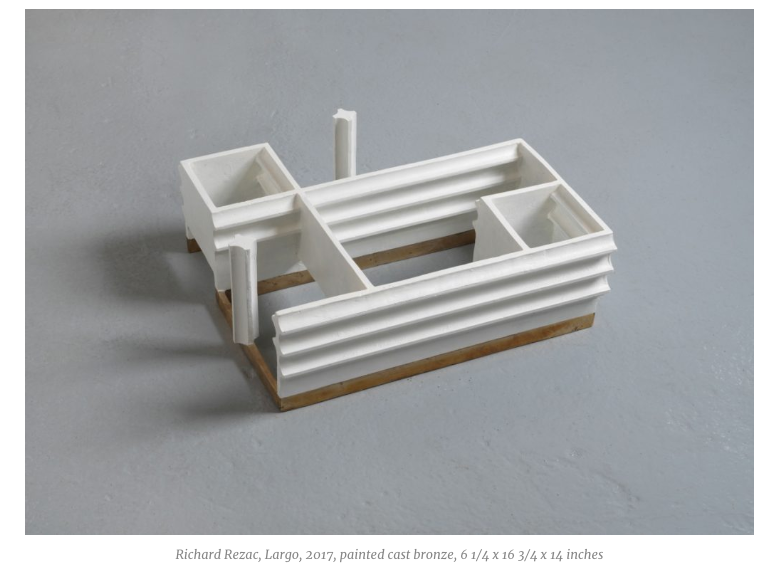 Richard Rezac, Largo, 2017, painted cast bronze, 6 1/4 x 16 3/4 x 14 inches